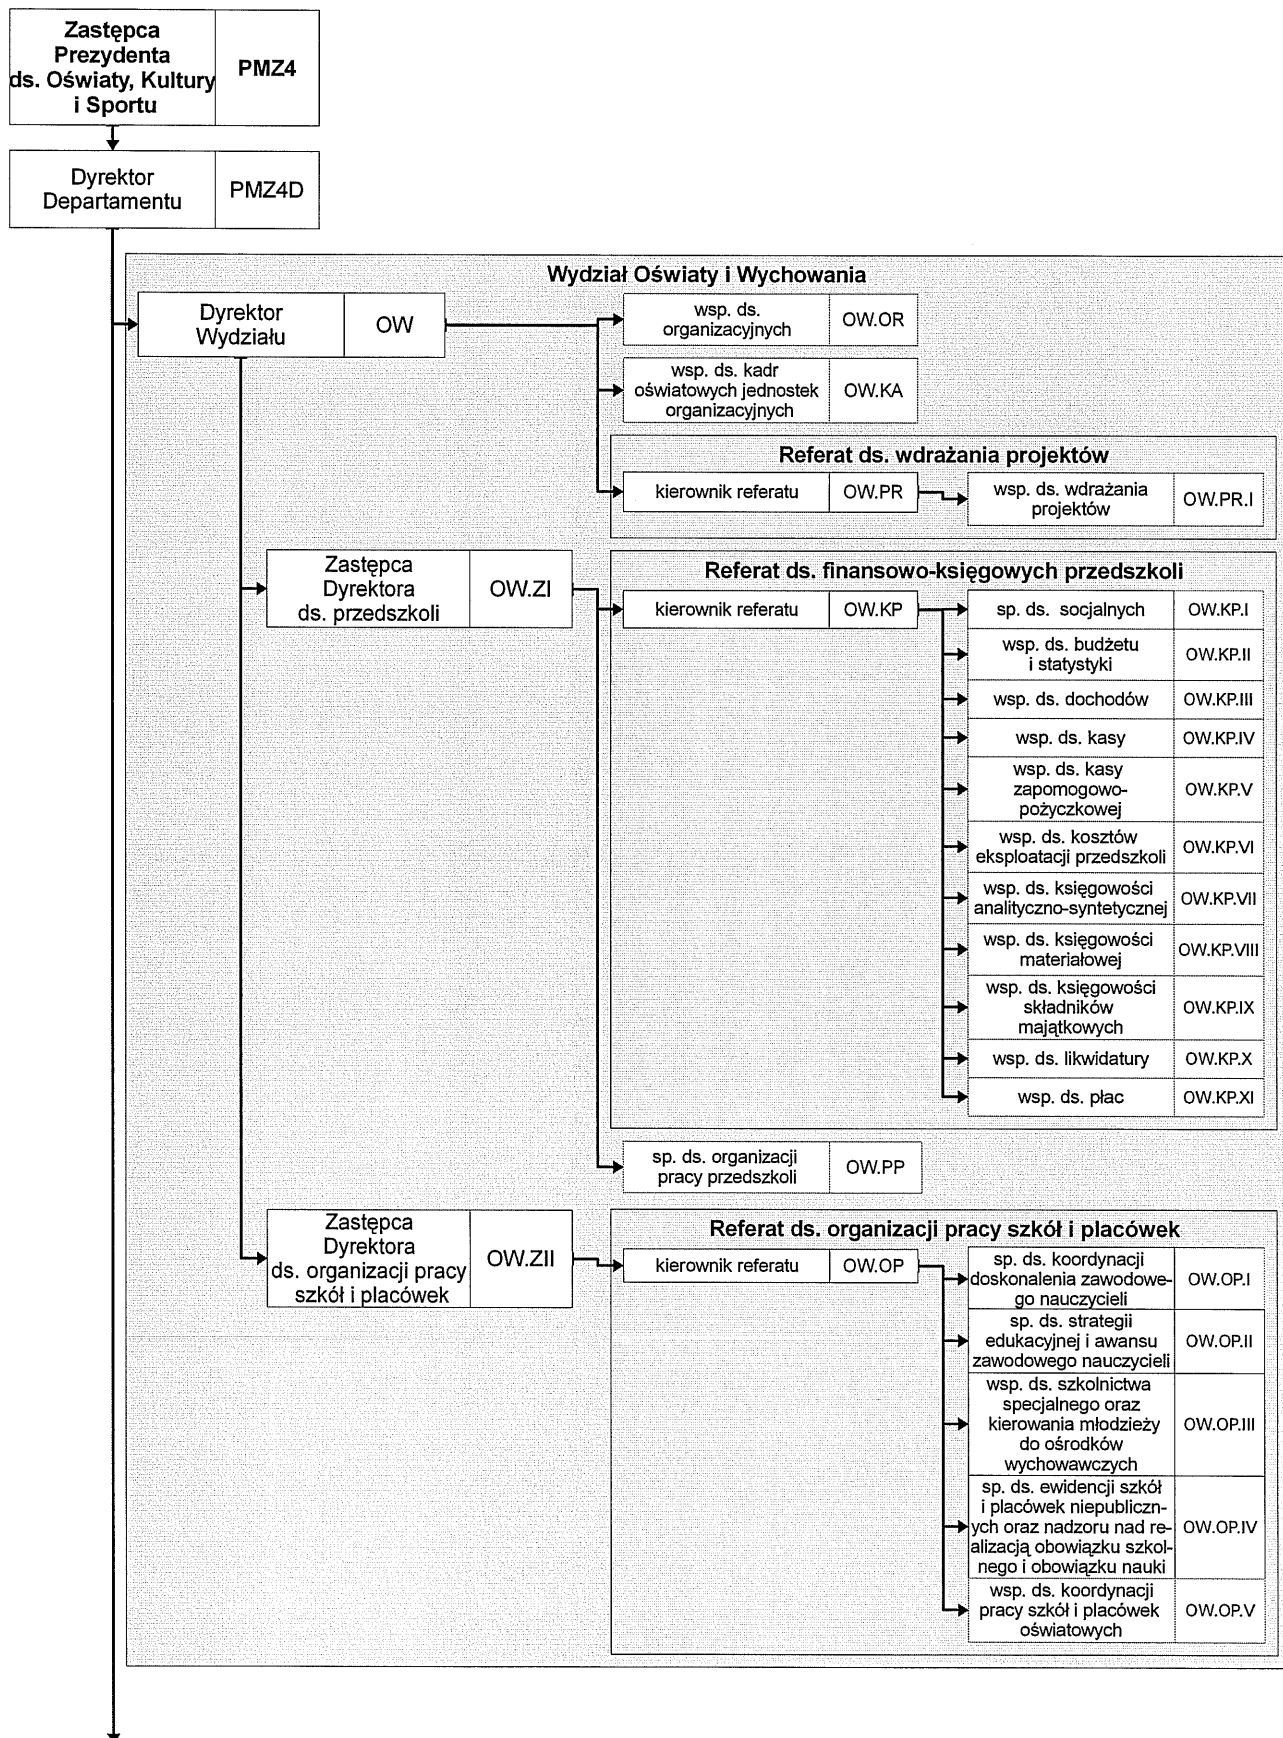 Zastępca
Prezydenta
ds. Oświaty, Kultury
i Sportu
PMZ4
Dyrektor
Departamentu
PMZ4D
Wydział Oświaty i Wychowania
Dyrektor
Wydziału
OW
wsp. ds.
organizacyjnych
OW.OR
wsp. ds. kadr
oświatowych jednostek
organizacyjnych
OW.KA
Referat ds. wdrażania projektów
kierownik referatu
OW.PR
wsp. ds. wdrażania
projektów
OW.PR.I
Zastępca
Dyrektora
ds. przedszkoli
OW.ZI
Referat ds. finansowo-księgowych przedszkoli
kierownik referatu
OW.KP
sp. ds. socjalnych
OW.KP.I
wsp. ds. budżetu
i statystyki
OW.KP.II
wsp. ds. dochodów
OW.KP.III
wsp. ds. kasy
OW.KP.IV
wsp. ds. kasy
zapomogowo-
pożyczkowej
OW.KP.V
wsp. ds. kosztów
eksploatacji przedszkoli
OW.KP.VI
wsp. ds. księgowości
analityczno-syntetycznej
OW.KP.VII
wsp. ds. księgowości
materiałowej
OW.KP.VIII
wsp. ds. księgowości
składników
majątkowych
OW.KP.IX
wsp. ds. likwidatury
OW.KP.X
wsp. ds. płac
OW.KP.XI
sp. ds. organizacji
pracy przedszkoli
OW.PP
Zastępca
Dyrektora
ds. organizacji pracy
szkół i placówek
OW.ZII
Referat ds. organizacji pracy szkół i placówek
kierownik referatu
OW.OP
sp. ds. koordynacji
doskonalenia zawodowe-
go nauczycieli
OW.OP.I
sp. ds. strategii
edukacyjnej i awansu
zawodowego nauczycieli
OW.OP.II
wsp. ds. szkolnictwa
specjalnego oraz
kierowania młodzieży
do ośrodków
wychowawczych
OW.OP.III
sp. ds. ewidencji szkół
i placówek niepubliczn-
ych oraz nadzoru nad re-
alizacją obowiązku szkol-
nego i obowiązku nauki
OW.OP.IV
wsp. ds. koordynacji
pracy szkół i placówek
oświatowych
OW.OP.V